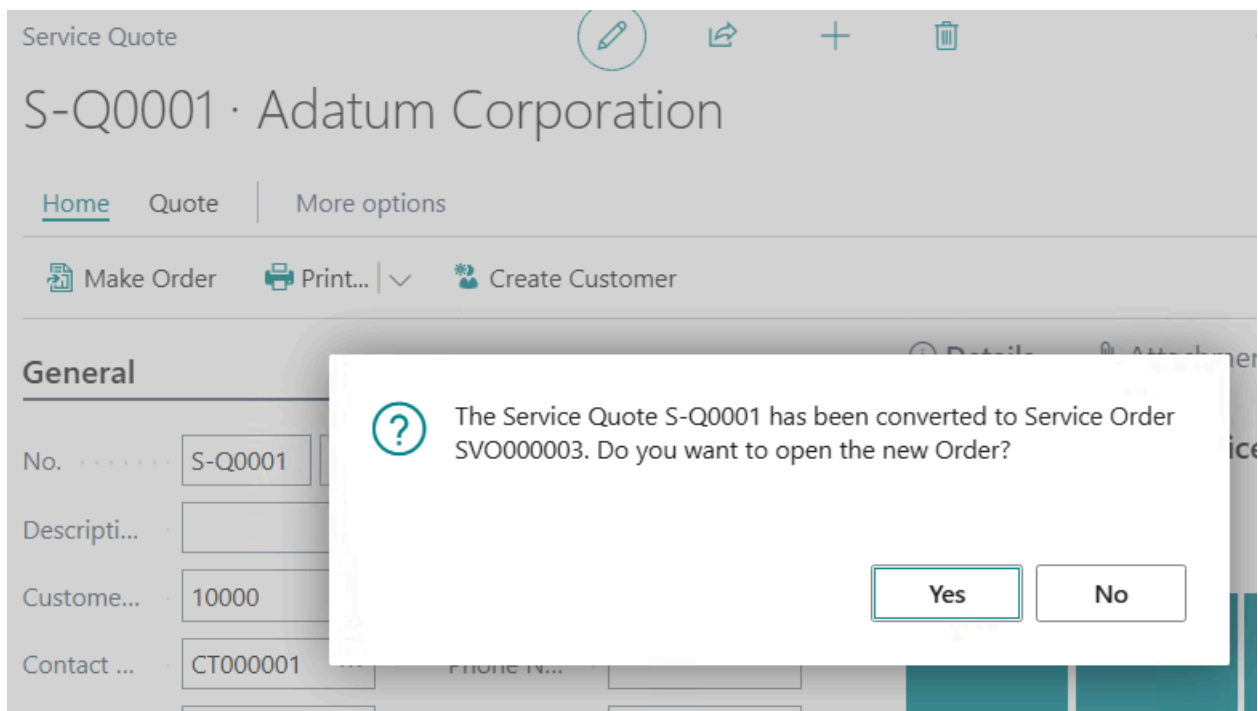 Service Quote
S-Q0001 · Adatum Corporation
Home Quote More options
Make Order Print... Create Customer
General
Details
The Service Quote S-Q0001 has been converted to Service Order
SVO000003. Do you want to open the new Order?
No. S-Q0001
Descripti...
Custome... 10000
Yes No
Contact ... CT000001